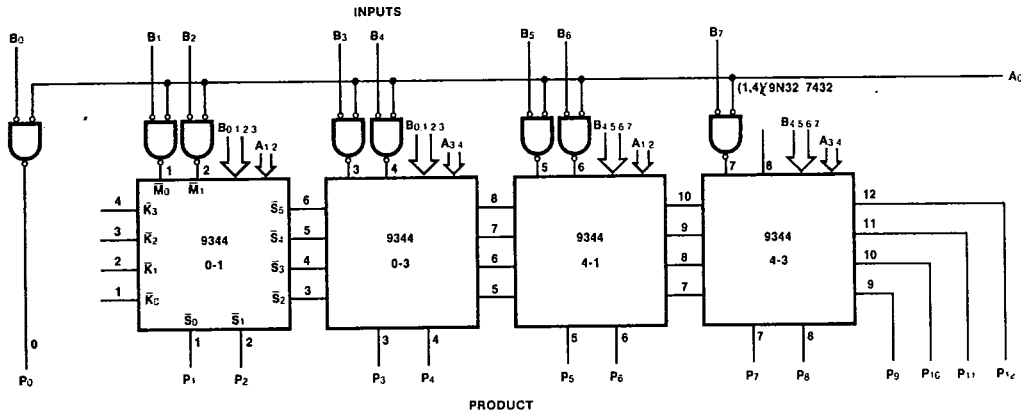 INPUTS
B0 B1 B2 B3 B4 B5 B6 B7
A0
(1,4) 9N32 7432
B0,1 2 3 A1 2 B0,1 2 3 A3 4 B4 5 6 7 A1 2 B4 5 6 7 A3 4
1 2 3 4 5 6 7 8
M̅0 M̅1
4 K̅3 S̅5 6 8 10 12
3 K̅2 9344 S̅4 5 9344 7 9344 9 9344 11
2 K̅1 0-1 S̅3 4 0-3 6 4-1 8 4-3 10
1 K̅0 S̅2 3 5 7 9
S̅0 S̅1
0 1 2 3 4 5 6 7 8
P0 P1 P2 P3 P4 P5 P6 P7 P8 P9 P10 P11 P12
PRODUCT